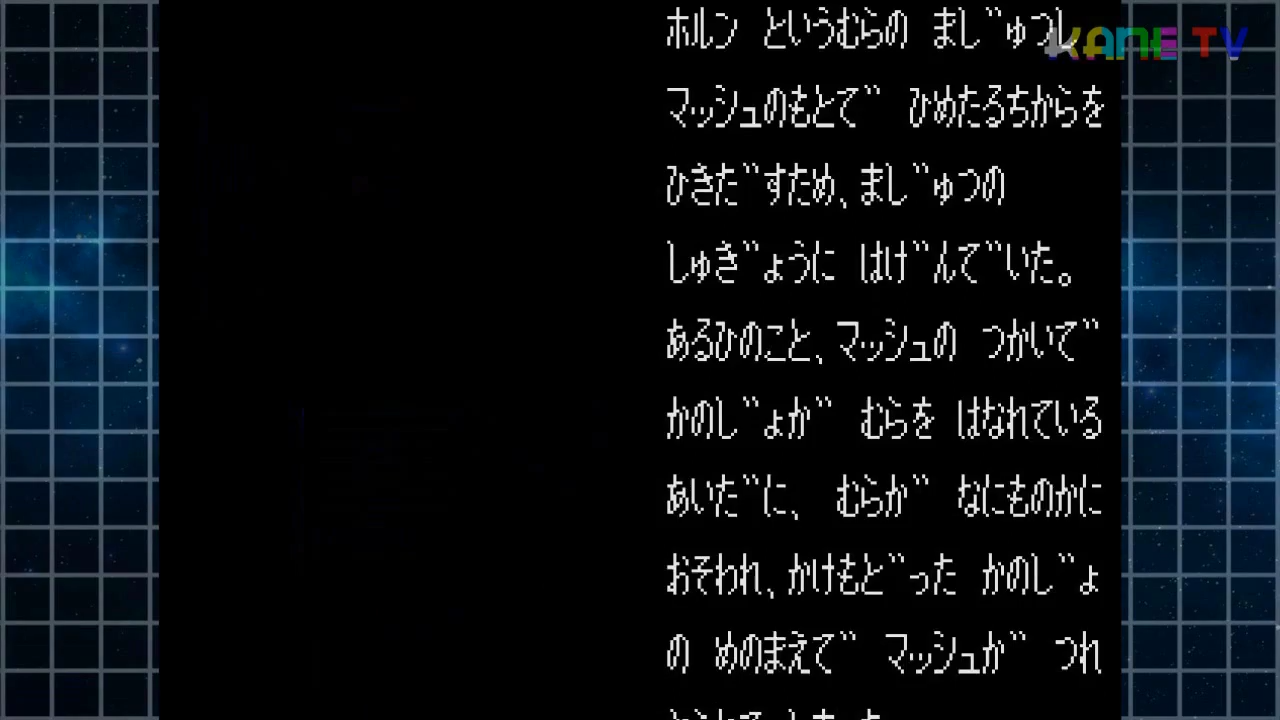 ホルン というむらの まじゅつし
KANE TV
マッシュのもとで ひめたるちからを
ひきだすため、まじゅつの
しゅぎょうに はげんでいた。
あるひのこと、マッシュの つかいで
かのじょが むらを はなれている
あいだに、 むらが なにものかに
おそわれ、かけもどった かのじょ
の めのまえで マッシュが つれ